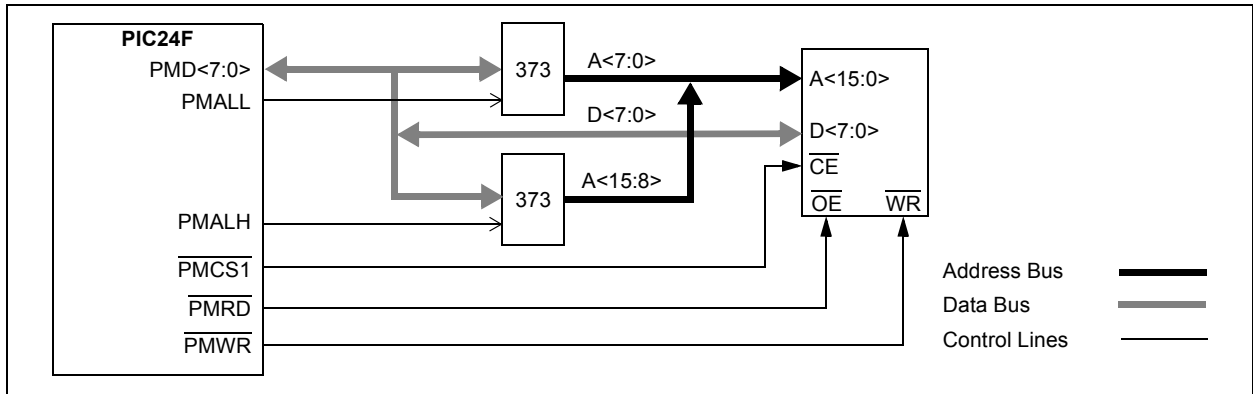 PIC24F
PMD<7:0>
PMALL
PMALH
PMCS1
PMRD
PMWR
373
373
A<7:0>
D<7:0>
A<15:8>
A<15:0>
D<7:0>
CE
OE WR
Address Bus
Data Bus
Control Lines